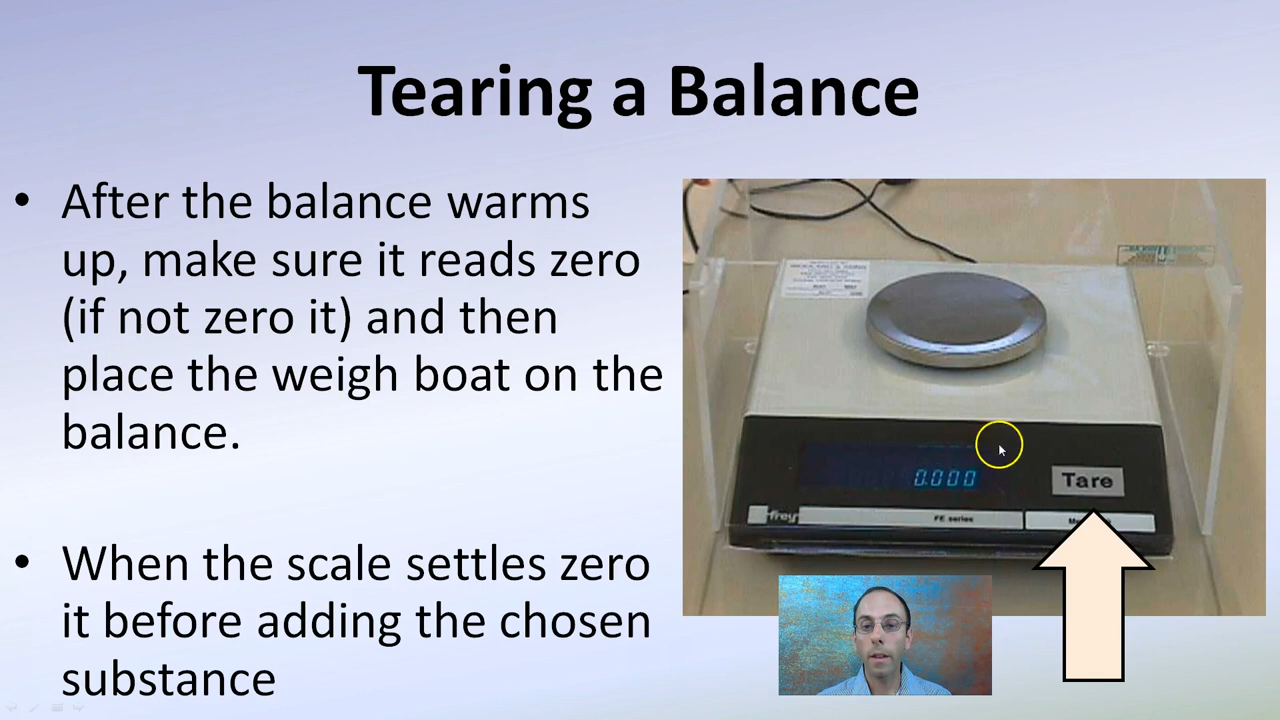 Tearing a Balance
• After the balance warms
up, make sure it reads zero
(if not zero it) and then
place the weigh boat on the
balance.
• When the scale settles zero
it before adding the chosen
substance
0.000
Tare
frey
FE series